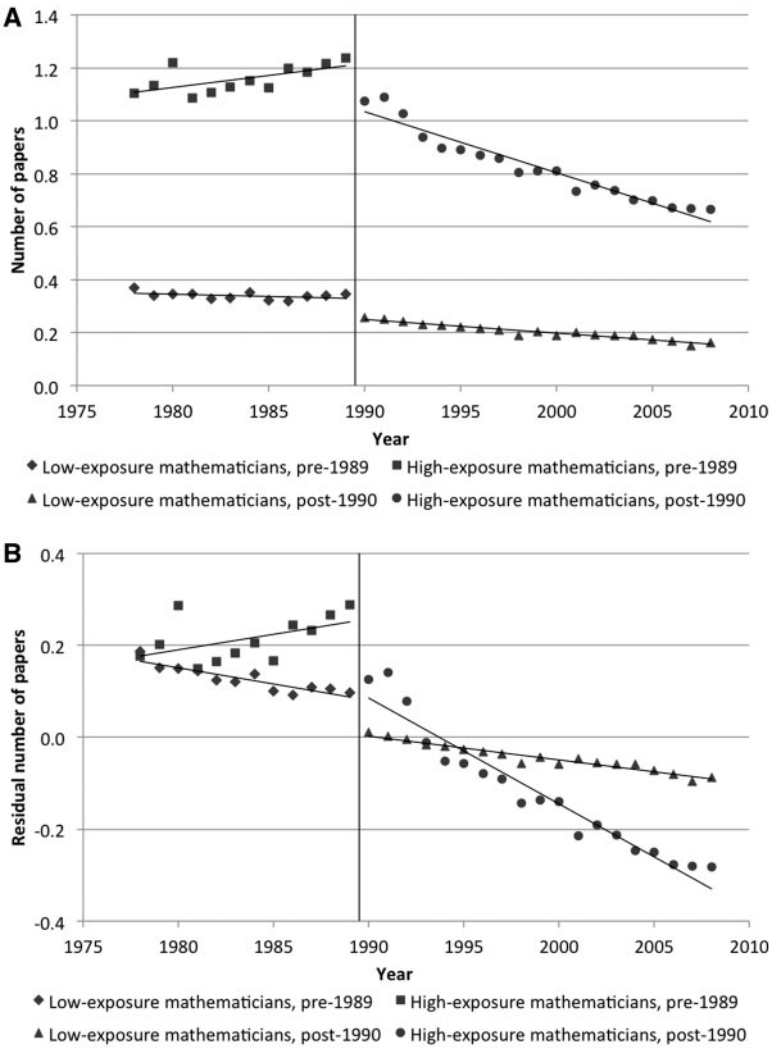 A
1.4
1.2
1.0
0.8
0.6
0.4
0.2
0.0
Number of papers
1975 1980 1985 1990 1995 2000 2005 2010
Year
Low-exposure mathematicians, pre-1989 High-exposure mathematicians, pre-1989
Low-exposure mathematicians, post-1990 High-exposure mathematicians, post-1990
B
0.4
0.2
0.0
-0.2
-0.4
Residual number of papers
1975 1980 1985 1990 1995 2000 2005 2010
Year
Low-exposure mathematicians, pre-1989 High-exposure mathematicians, pre-1989
Low-exposure mathematicians, post-1990 High-exposure mathematicians, post-1990